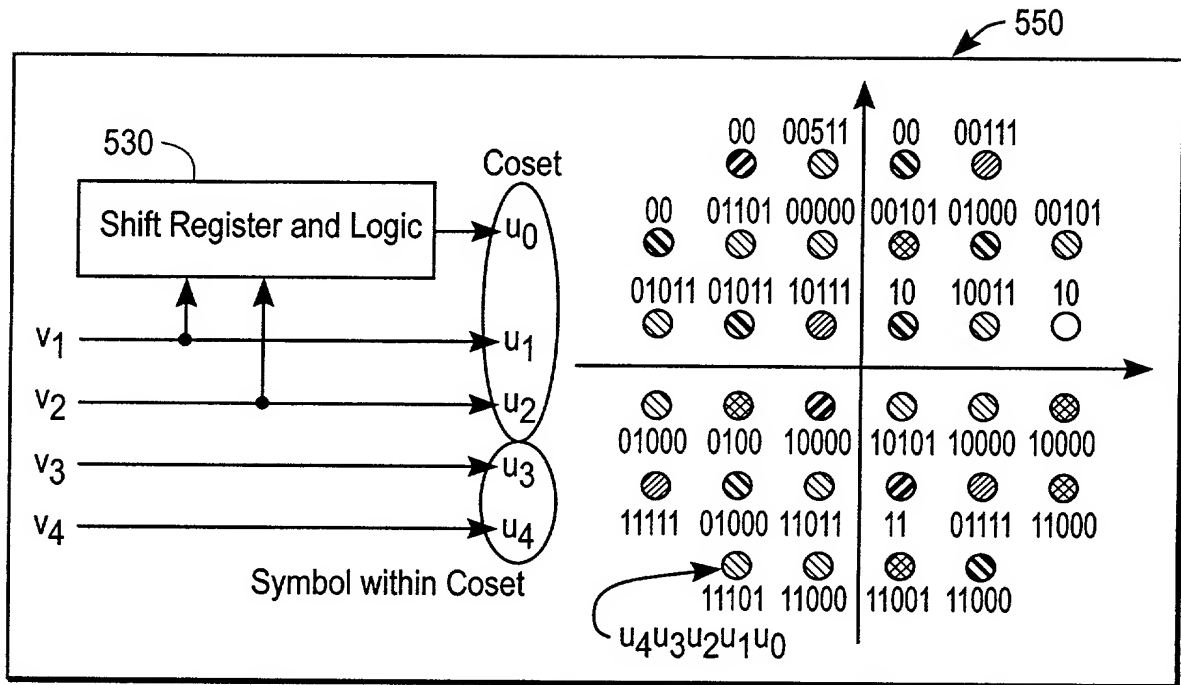 550
530
Shift Register and Logic
Coset
u0
v1
u1
v2
u2
v3
u3
v4
u4
Symbol within Coset
00 00511 00 00111
00 01101 00000 00101 01000 00101
01011 01011 10111 10 10011 10
01000 0100 10000 10101 10000 10000
11111 01000 11011 11 01111 11000
11101 11000 11001 11000
u4u3u2u1u0